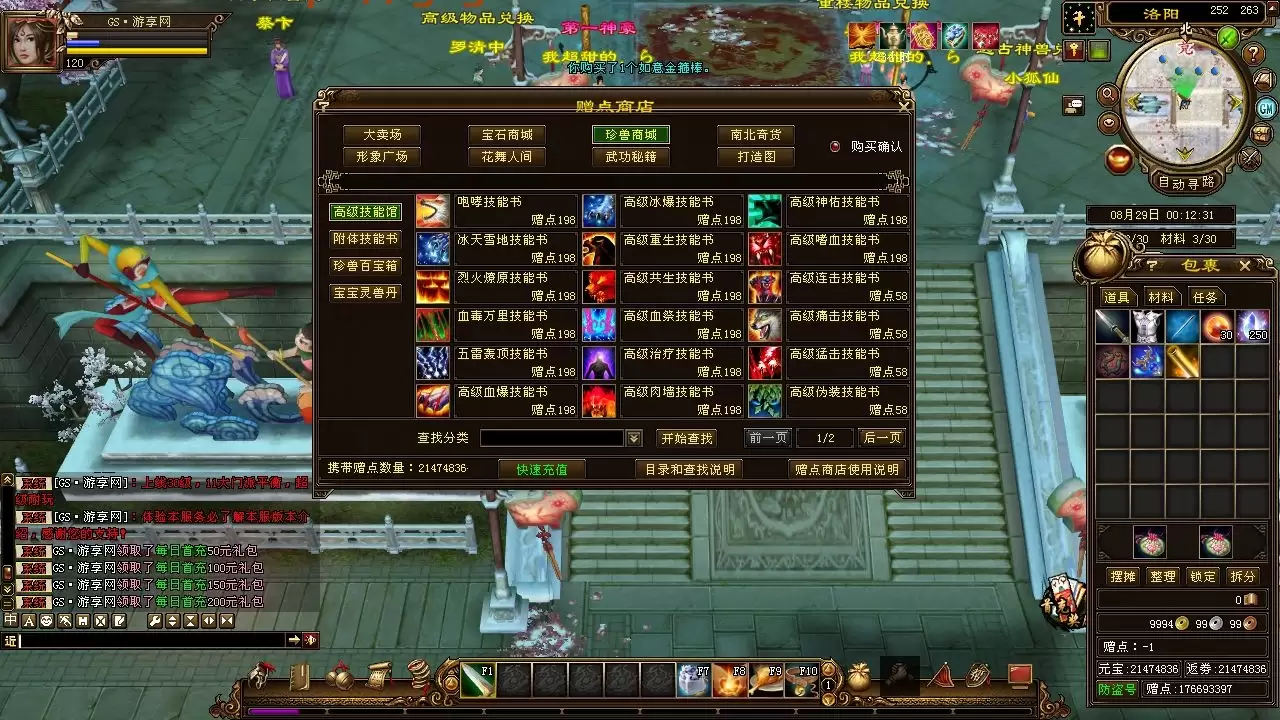 GS·游享网
120
蔡卞
高级物品兑换
第一神豪
罗清中
我超甜的、ら
你购买了1个如意金箍棒。
小狐仙
洛阳
252 263
北
GM
自动寻路
08月29日 00:12:31
材料 3/30
? 包裹 X
道具 材料 任务
30 250
摆摊 整理 锁定 拆分
0
9994 99 99
赠点：-1
元宝:21474836 返券:21474836
防盗号 赠点：176693397
赠点商店
大卖场 宝石商城 珍兽商城 南北奇货
形象广场 花舞人间 武功秘籍 打造图
购买确认
高级技能馆
附体技能书
珍兽百宝箱
宝宝灵兽丹
咆哮技能书 高级冰爆技能书 高级神佑技能书
赠点198 赠点198 赠点198
冰天雪地技能书 高级重生技能书 高级嗜血技能书
赠点198 赠点198 赠点198
烈火燎原技能书 高级共生技能书 高级连击技能书
赠点198 赠点198 赠点58
血毒万里技能书 高级血祭技能书 高级痛击技能书
赠点198 赠点198 赠点58
五雷轰顶技能书 高级治疗技能书 高级猛击技能书
赠点198 赠点198 赠点58
高级血爆技能书 高级肉墙技能书 高级伪装技能书
赠点198 赠点198 赠点58
查找分类 开始查找 前一页 1/2 后一页
携带赠点数量：21474836 快速充值 目录和查找说明 赠点商店使用说明
[GS·游享网]：上线30级，11大门派平衡，超
级耐玩
[GS·游享网]：体验本服务必了解本服版本介
绍，感谢您的支持！
GS·游享网领取了每日首充50元礼包
GS·游享网领取了每日首充100元礼包
GS·游享网领取了每日首充150元礼包
GS·游享网领取了每日首充200元礼包
近
F1 F7 F8 F9 F10